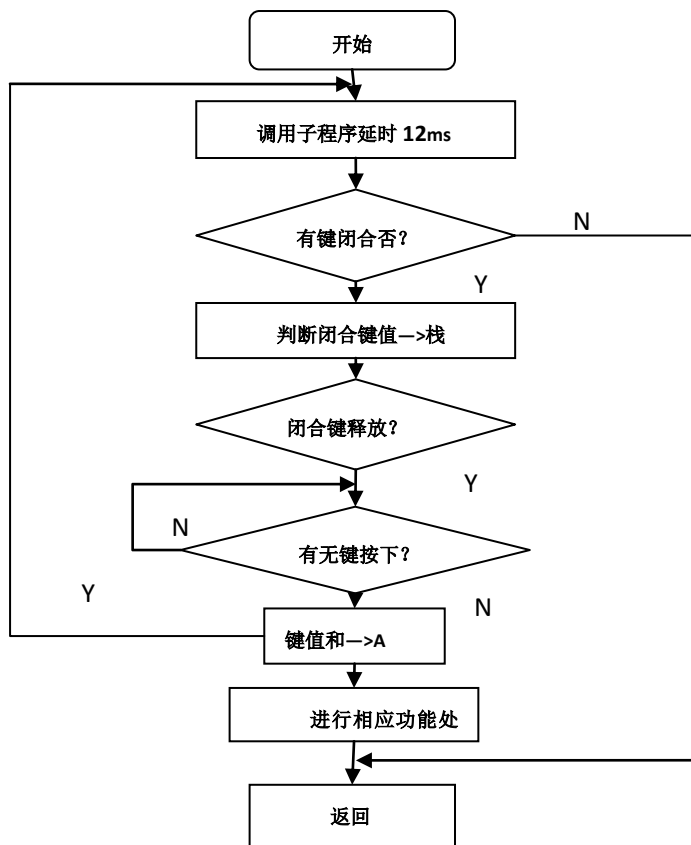 开始
调用子程序延时 12ms
有键闭合否？
N
Y
判断闭合键值—>栈
闭合键释放？
Y
N
有无键按下？
Y
N
键值和—>A
进行相应功能处
返回